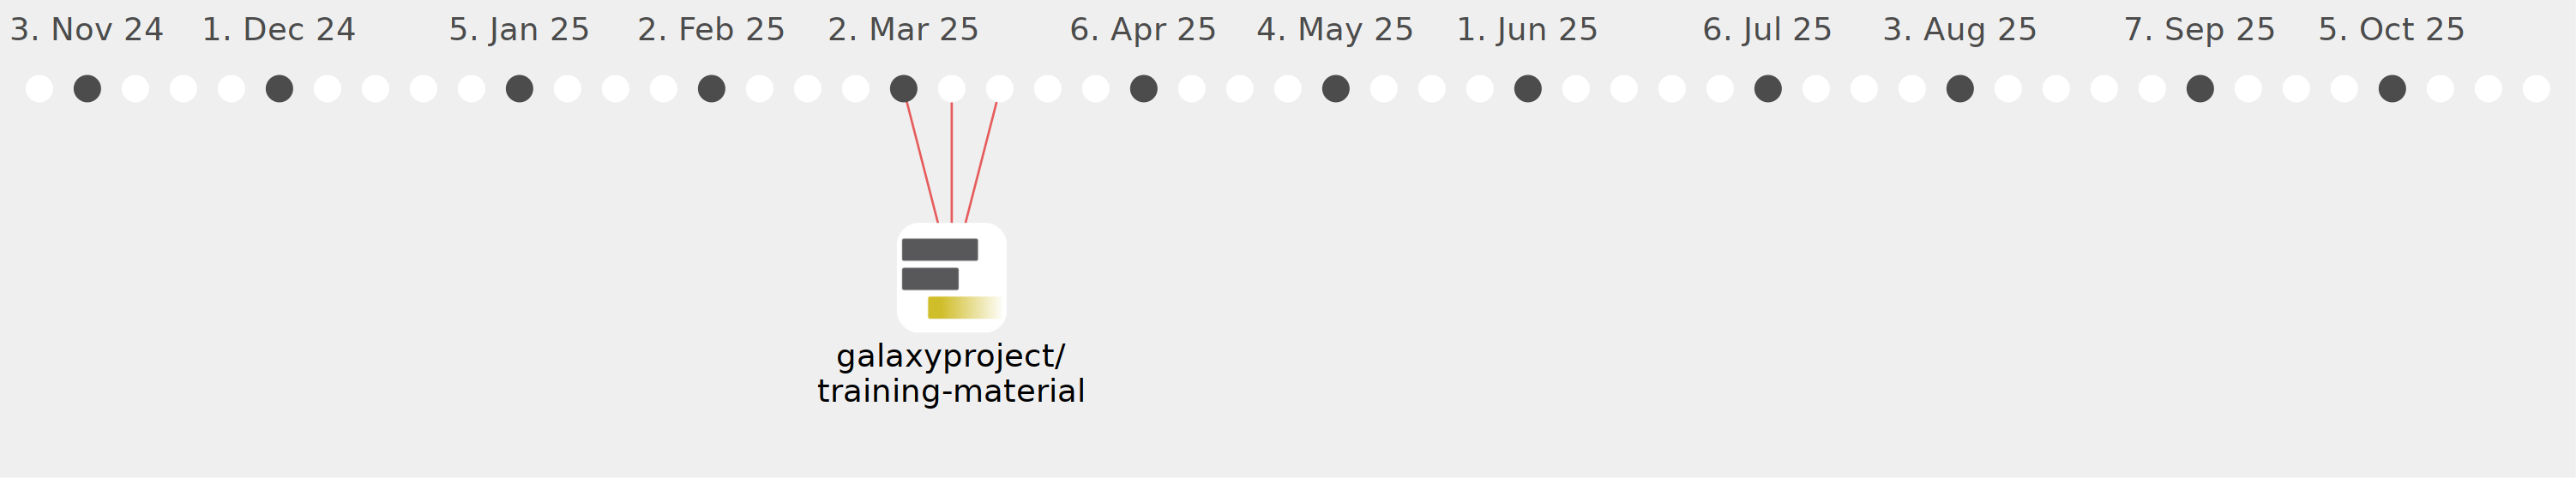 3. Nov 24 1. Dec 24 5. Jan 25 2. Feb 25 2. Mar 25 6. Apr 25 4. May 25 1. Jun 25 6. Jul 25 3. Aug 25 7. Sep 25 5. Oct 25
galaxyproject/
training-material